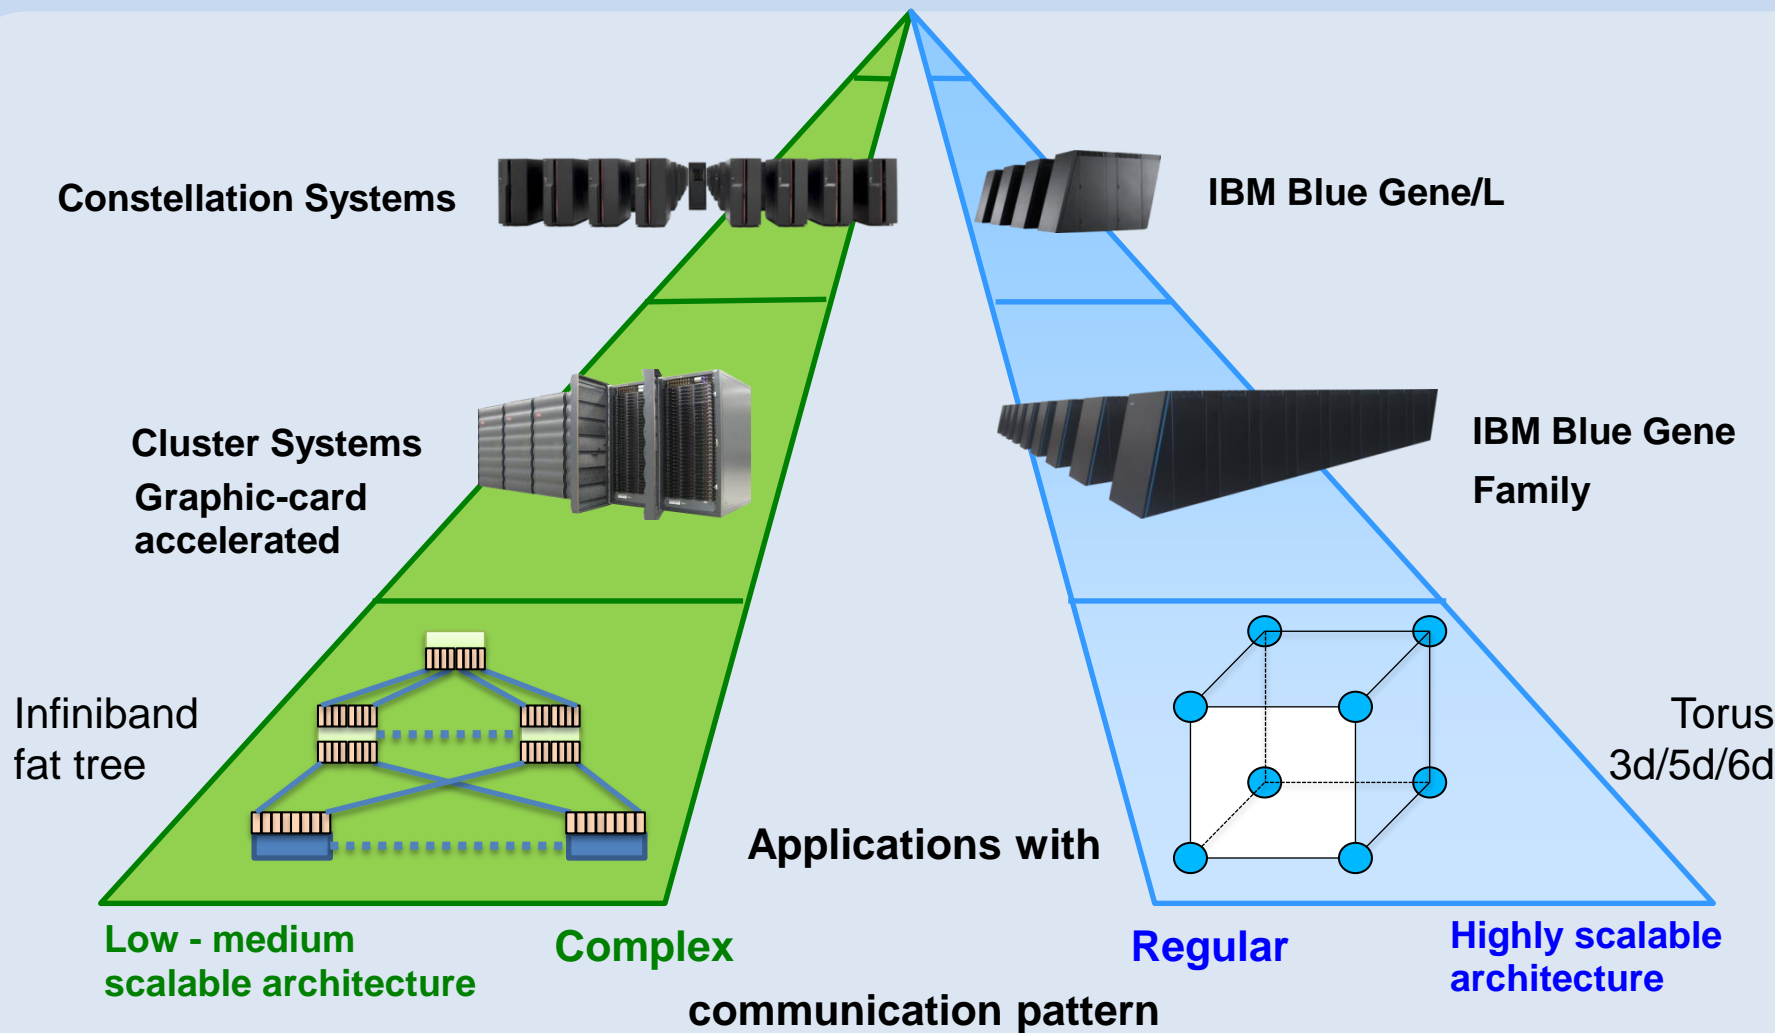 Constellation Systems
IBM Blue Gene/L
Cluster Systems
Graphic-card
accelerated
IBM Blue Gene
Family
Infiniband
fat tree
Torus
3d/5d/6d
Applications with
Low - medium
scalable architecture
Complex
Regular
Highly scalable
architecture
communication pattern